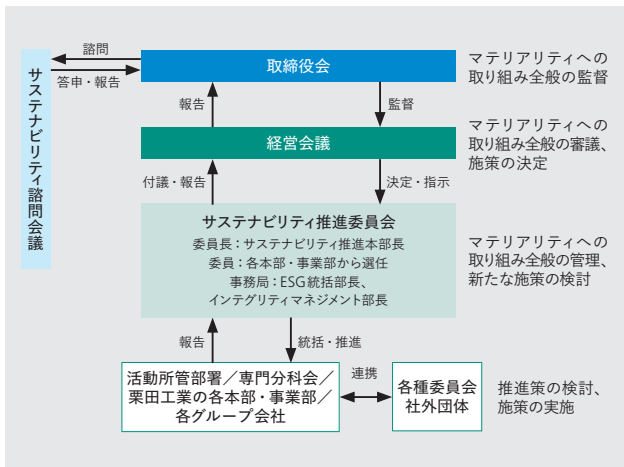 諮問
答申・報告
サステナビリティ諮問会議
取締役会
マテリアリティへの
取り組み全般の監督
報告
監督
経営会議
マテリアリティへの
取り組み全般の審議、
施策の決定
付議・報告
決定・指示
サステナビリティ推進委員会
委員長:サステナビリティ推進本部長
委員:各本部・事業部から選任
事務局:ESG統括部長、
インテグリティマネジメント部長
マテリアリティへの
取り組み全般の管理、
新たな施策の検討
報告
統括・推進
活動所管部署／専門分科会／
栗田工業の各本部・事業部／
各グループ会社
連携
各種委員会
社外団体
推進策の検討、
施策の実施